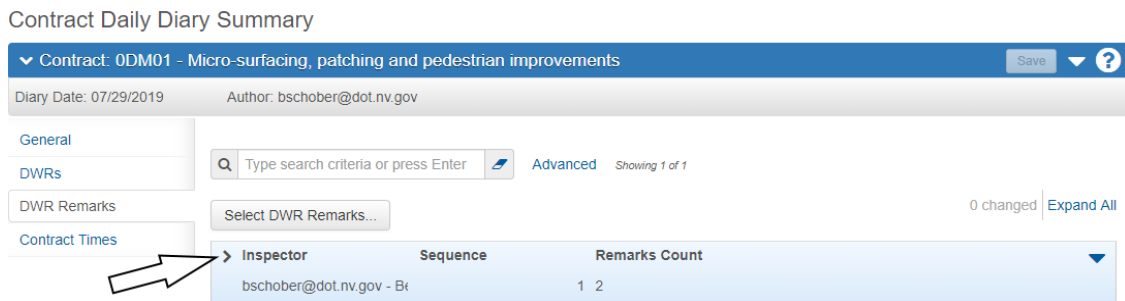 Contract Daily Diary Summary
Contract: 0DM01 - Micro-surfacing, patching and pedestrian improvements Save ?
Diary Date: 07/29/2019 Author: bschober@dot.nv.gov
General
Type search criteria or press Enter Advanced Showing 1 of 1
DWRs
DWR Remarks
Select DWR Remarks... 0 changed Expand All
Contract Times
Inspector Sequence Remarks Count
bschober@dot.nv.gov - Be 1 2